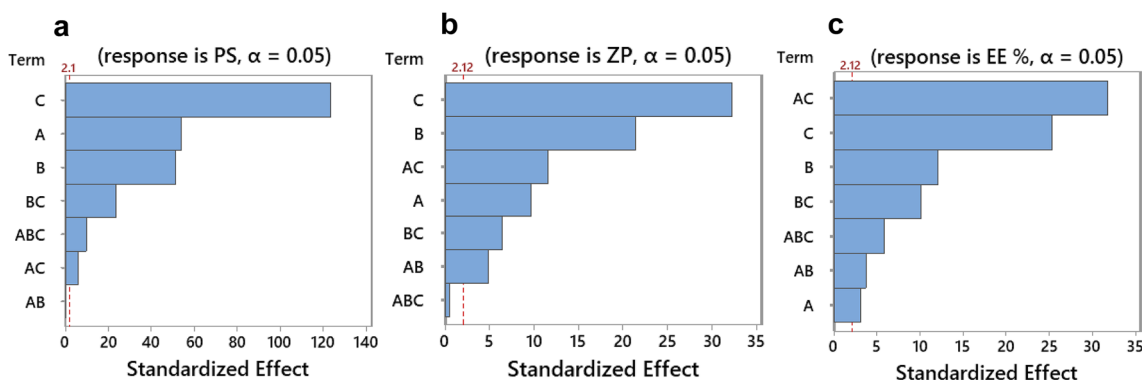 a
Term
(response is PS, α = 0.05)
2.1
C
A
B
BC
ABC
AC
AB
0 20 40 60 80 100 120 140
Standardized Effect
b
Term
(response is ZP, α = 0.05)
2.12
C
B
AC
A
BC
AB
ABC
0 5 10 15 20 25 30 35
Standardized Effect
c
Term
(response is EE %, α = 0.05)
2.12
AC
C
B
BC
ABC
AB
A
0 5 10 15 20 25 30 35
Standardized Effect